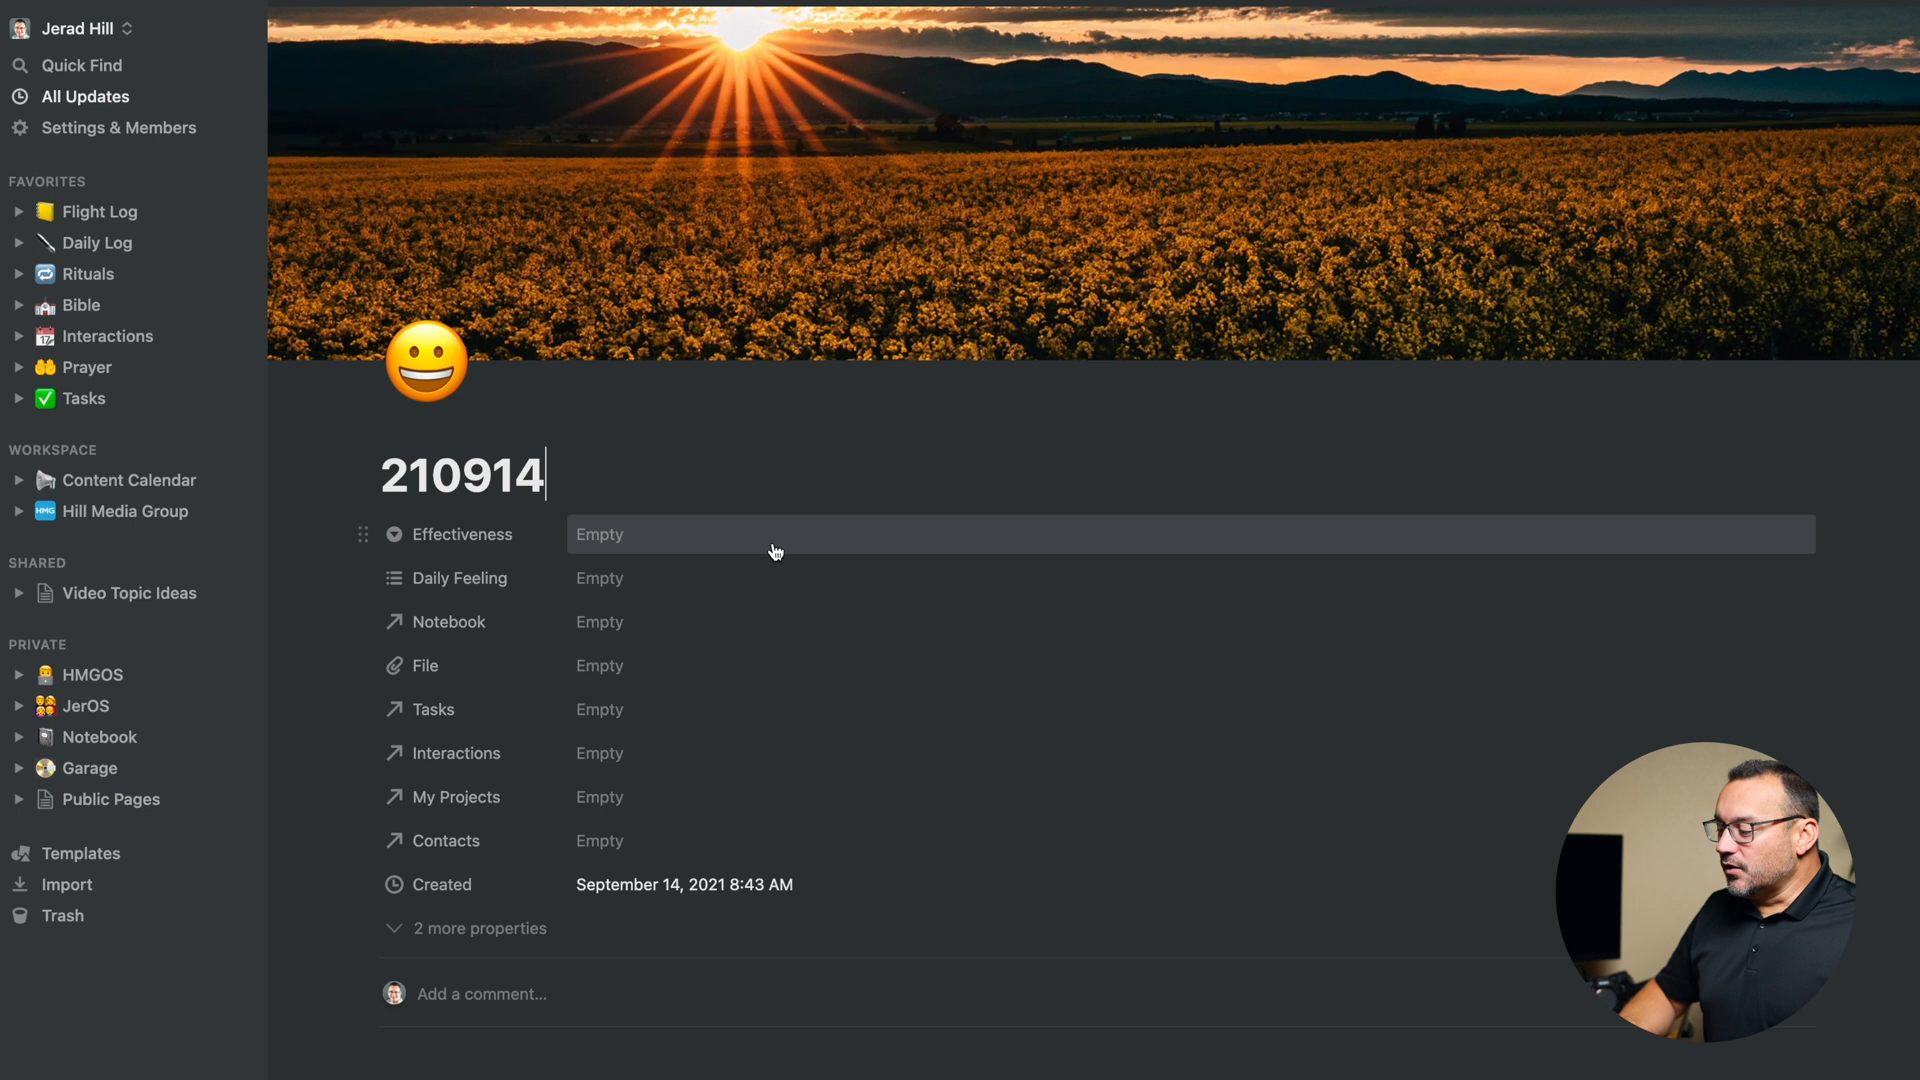 Jerad Hill
Quick Find
All Updates
Settings & Members
FAVORITES
Flight Log
Daily Log
Rituals
Bible
Interactions
Prayer
Tasks
WORKSPACE
Content Calendar
HMG Hill Media Group
SHARED
Video Topic Ideas
PRIVATE
HMGOS
JerOS
Notebook
Garage
Public Pages
Templates
Import
Trash
210914
Effectiveness Empty
Daily Feeling Empty
Notebook Empty
File Empty
Tasks Empty
Interactions Empty
My Projects Empty
Contacts Empty
Created September 14, 2021 8:43 AM
2 more properties
Add a comment...